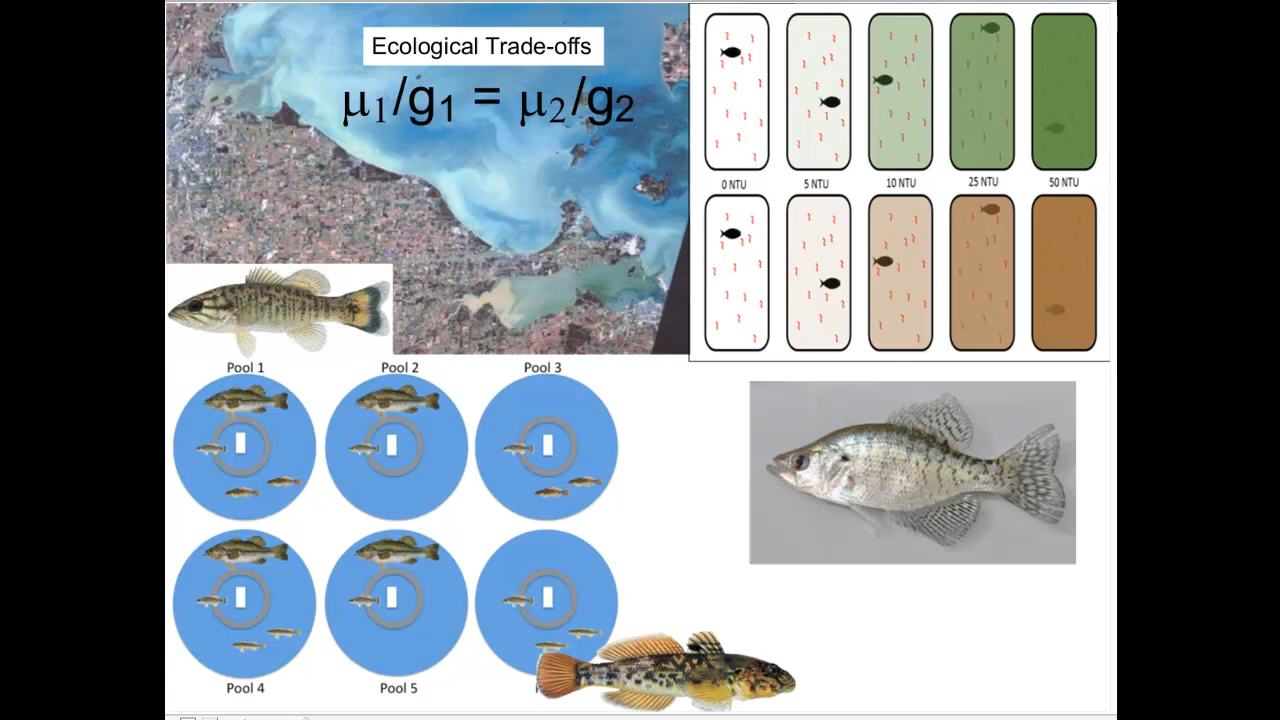 Ecological Trade-offs
μ1/g1 = μ2/g2
0 NTU
5 NTU
10 NTU
25 NTU
50 NTU
Pool 1
Pool 2
Pool 3
Pool 4
Pool 5